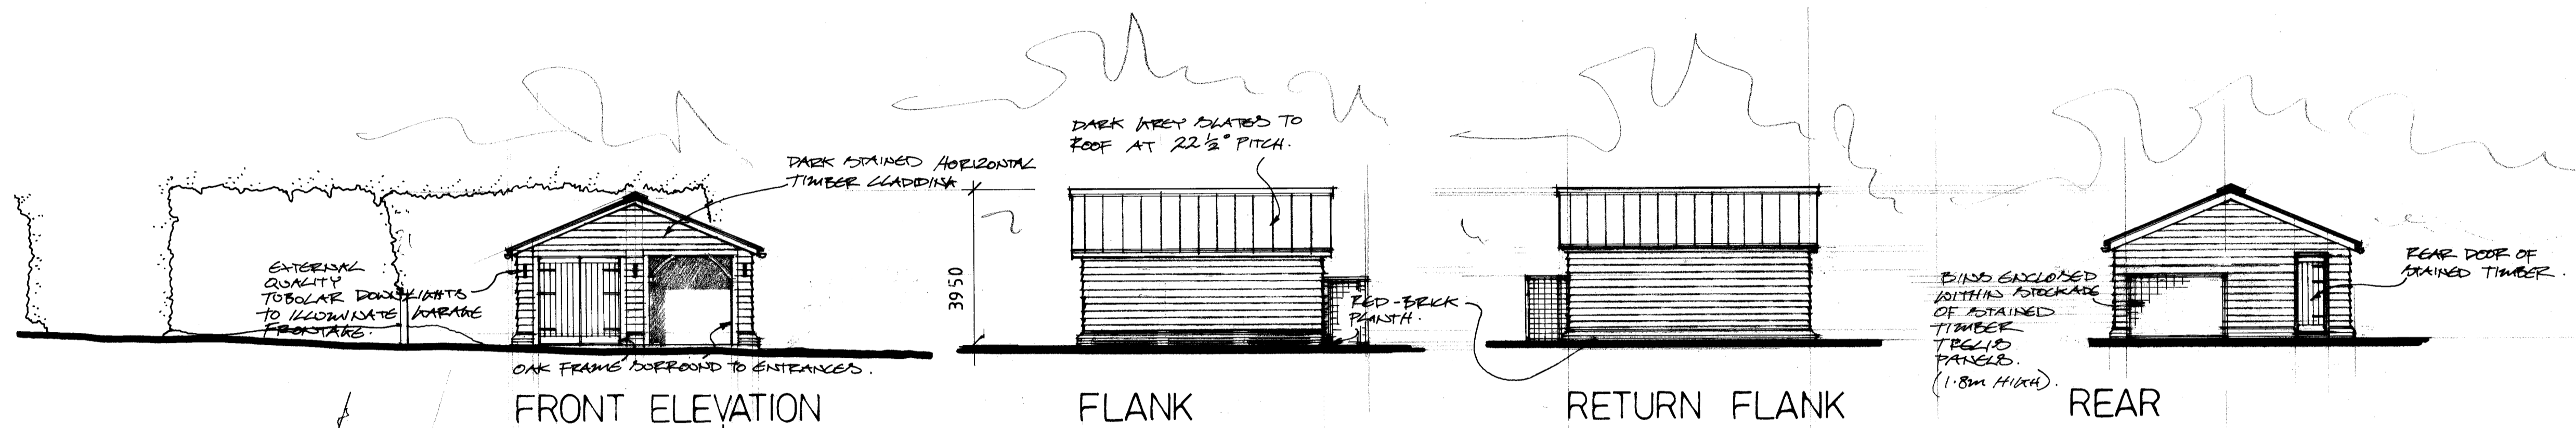 DARK GREY SLATES TO
ROOF AT 22½° PITCH.
DARK STAINED HORIZONTAL
TIMBER CLADDING
EXTERNAL
QUALITY
TUBOLAR DOWNLIGHTS
TO ILLUMINATE GARAGE
FRONTAGE.
OAK FRAME SURROUND TO ENTRANCES.
3950
RED-BRICK
PLINTH.
BINS ENCLOSED
WITHIN STOCKADE
OF STAINED
TIMBER
TRELIS
PANELS.
(1.8m HIGH).
REAR DOOR OF
STAINED TIMBER.
FRONT ELEVATION
FLANK
RETURN FLANK
REAR